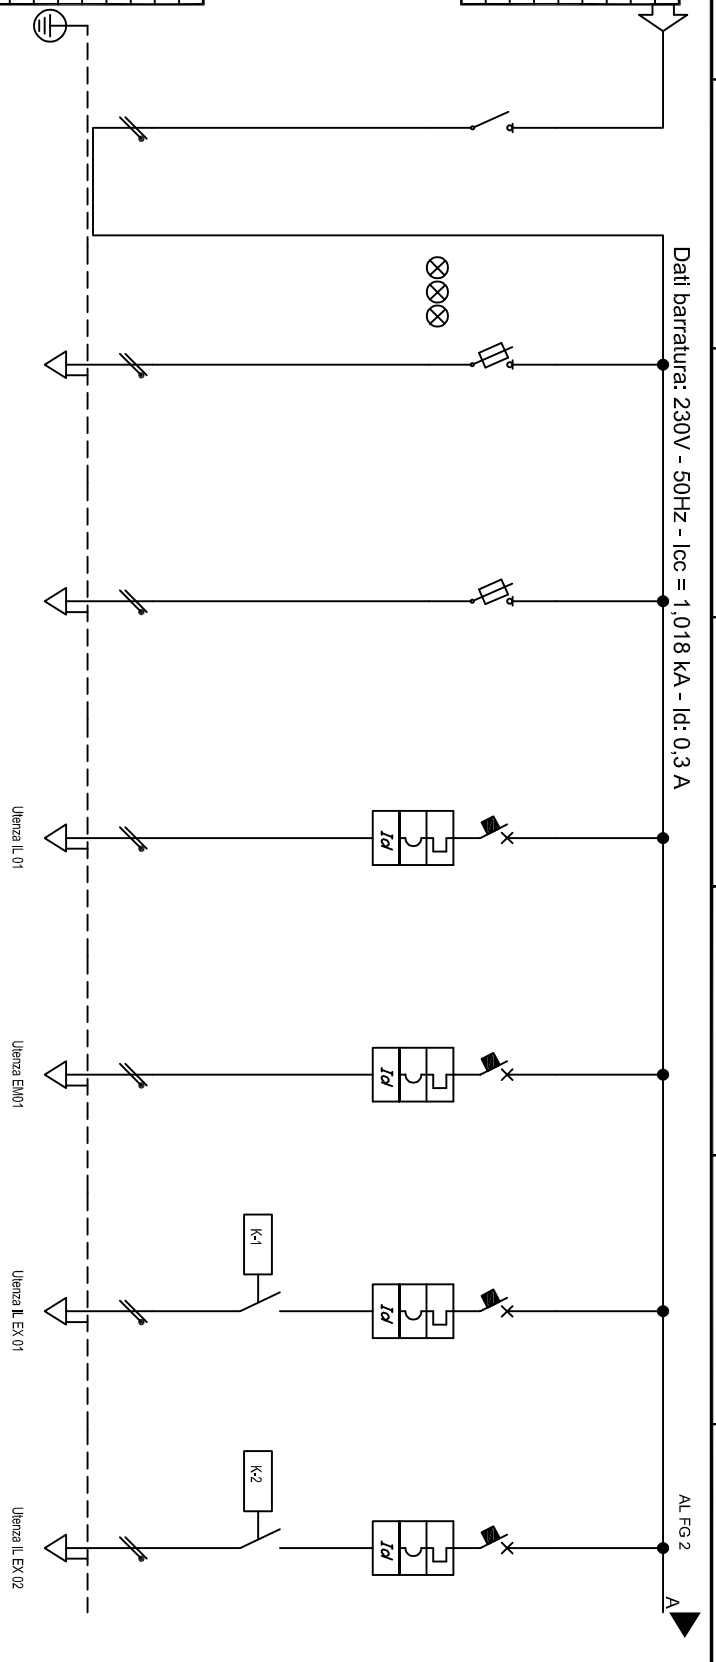 Dati barratura: 230V - 50Hz - Icc = 1,018 kA - Id: 0,3 A
AL FG 2
A
Id
Id
Id
Id
K-1
K-2
Utenza IL 01
Utenza EM01
Utenza IL EX 01
Utenza IL EX 02